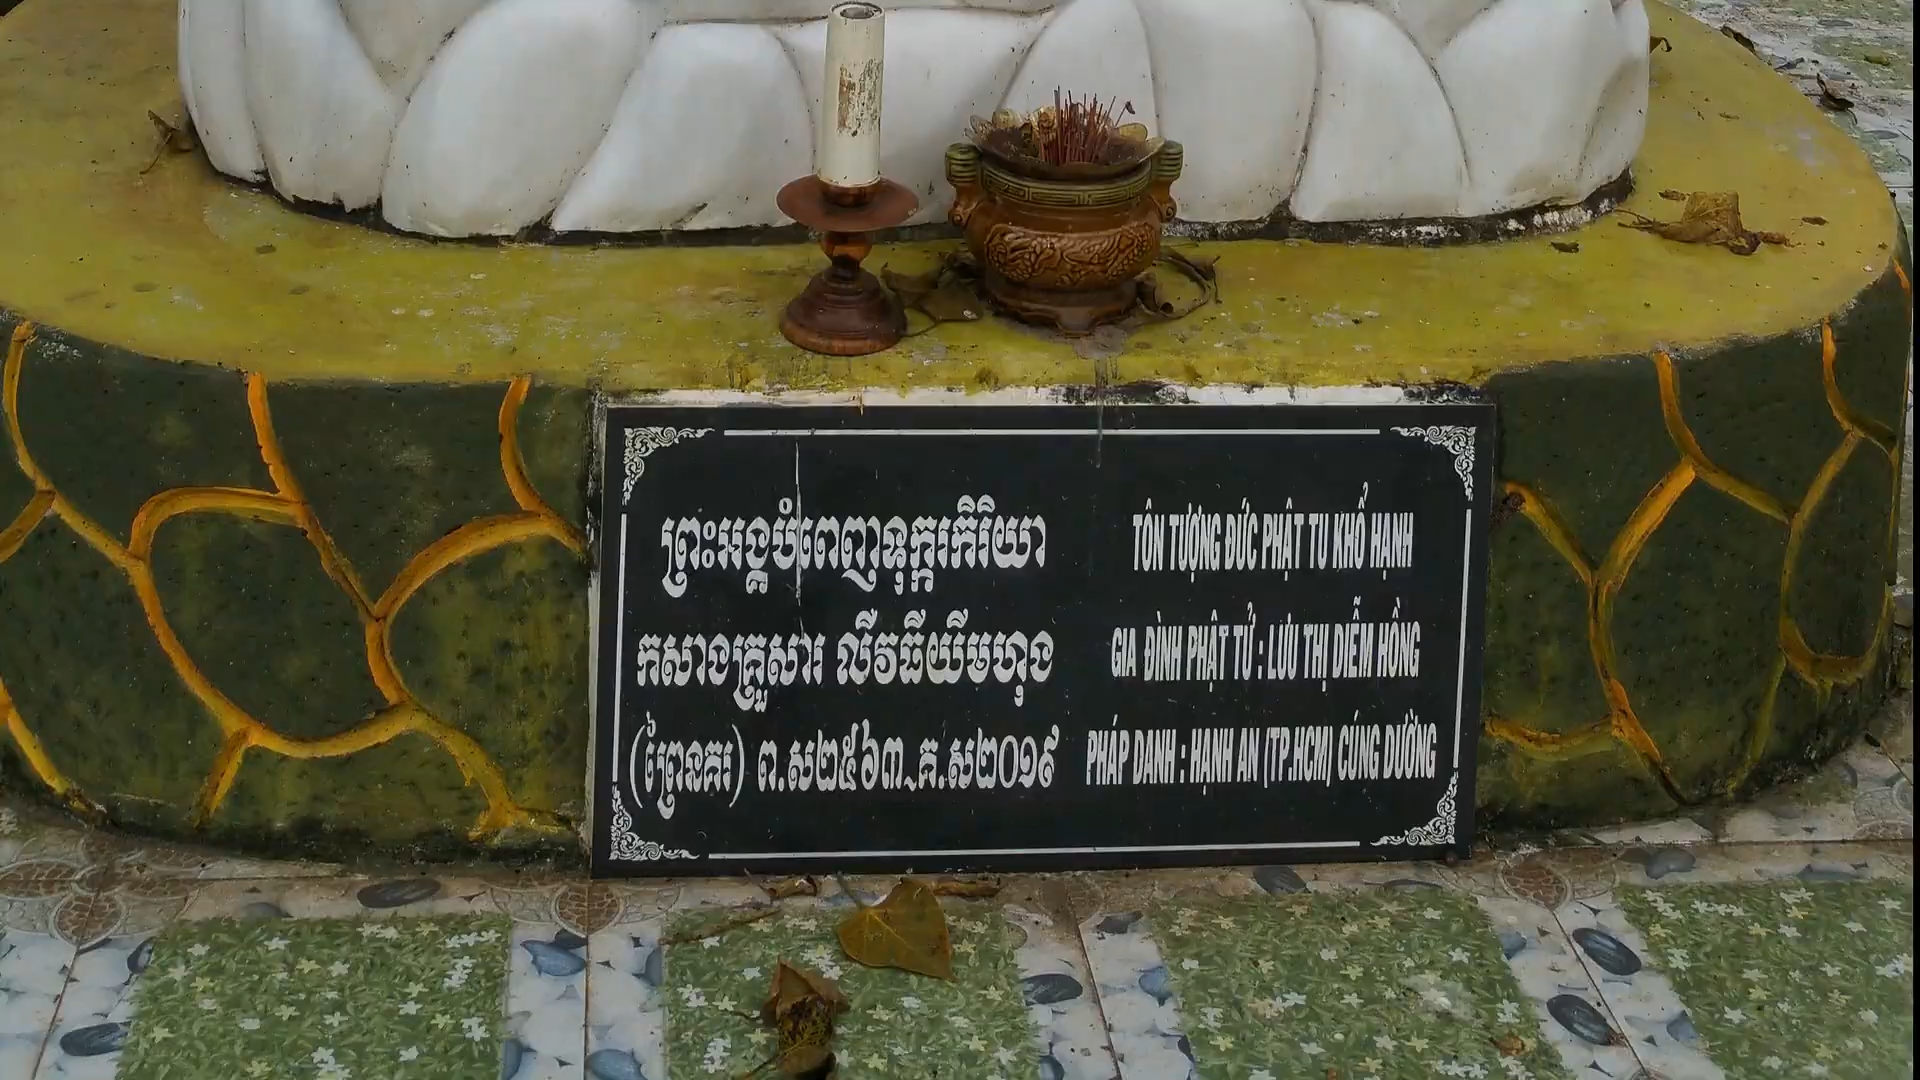 ព្រះអង្គបំពេញទុក្ករកិរិយា
កសាងគ្រួសារ លីវធីយីមហុង
(ព្រៃនគរ) ព.ស២៥៦៣_គ.ស២០១៩
TÔN TƯỢNG ĐỨC PHẬT TU KHỔ HẠNH
GIA ĐÌNH PHẬT TỬ : LƯU THỊ DIỄM HỒNG
PHÁP DANH : HẠNH AN (TP.HCM) CÚNG DƯỜNG